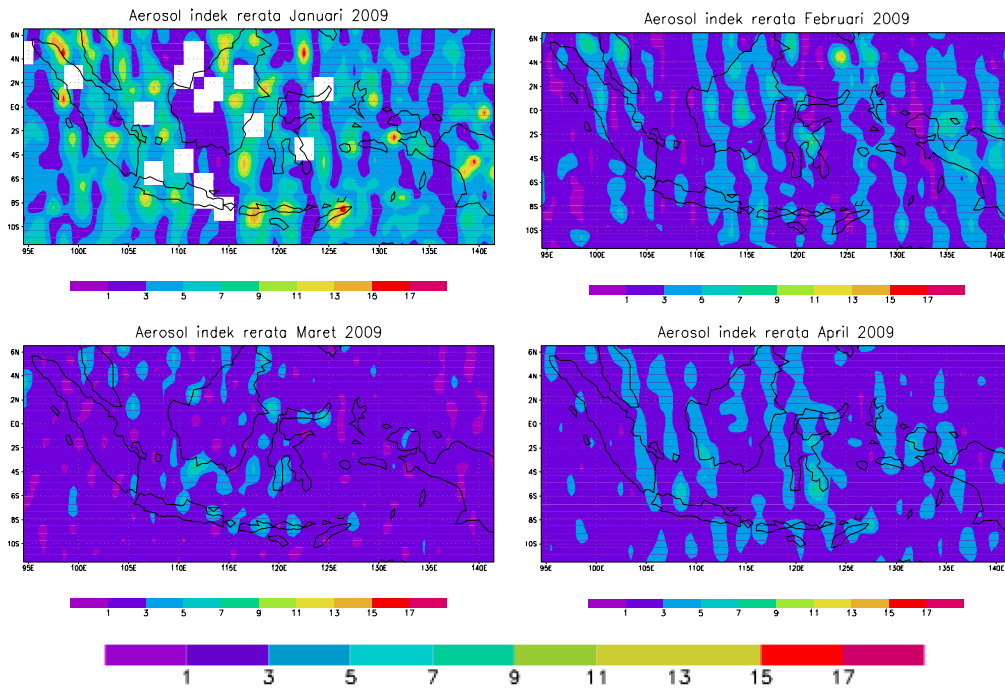 Aerosol indek rerata Januari 2009
6N
4N
2N
EQ
2S
4S
6S
8S
10S
95E 100E 105E 110E 115E 120E 125E 130E 135E 140E
1 3 5 7 9 11 13 15 17
Aerosol indek rerata Februari 2009
6N
4N
2N
EQ
2S
4S
6S
8S
10S
95E 100E 105E 110E 115E 120E 125E 130E 135E 140E
1 3 5 7 9 11 13 15 17
Aerosol indek rerata Maret 2009
6N
4N
2N
EQ
2S
4S
6S
8S
10S
95E 100E 105E 110E 115E 120E 125E 130E 135E 140E
1 3 5 7 9 11 13 15 17
Aerosol indek rerata April 2009
6N
4N
2N
EQ
2S
4S
6S
8S
10S
95E 100E 105E 110E 115E 120E 125E 130E 135E 140E
1 3 5 7 9 11 13 15 17
1 3 5 7 9 11 13 15 17